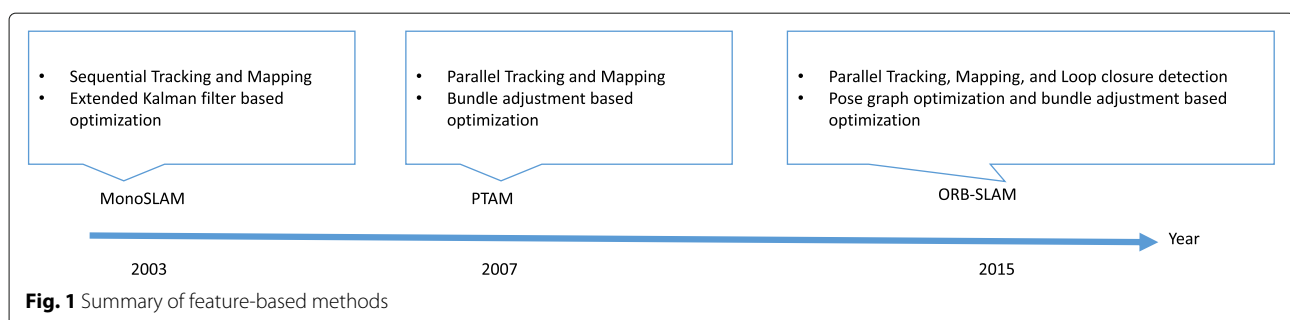 • Sequential Tracking and Mapping
• Extended Kalman filter based
optimization
• Parallel Tracking and Mapping
• Bundle adjustment based
optimization
• Parallel Tracking, Mapping, and Loop closure detection
• Pose graph optimization and bundle adjustment based
optimization
MonoSLAM
PTAM
ORB-SLAM
Year
2003
2007
2015
Fig. 1 Summary of feature-based methods